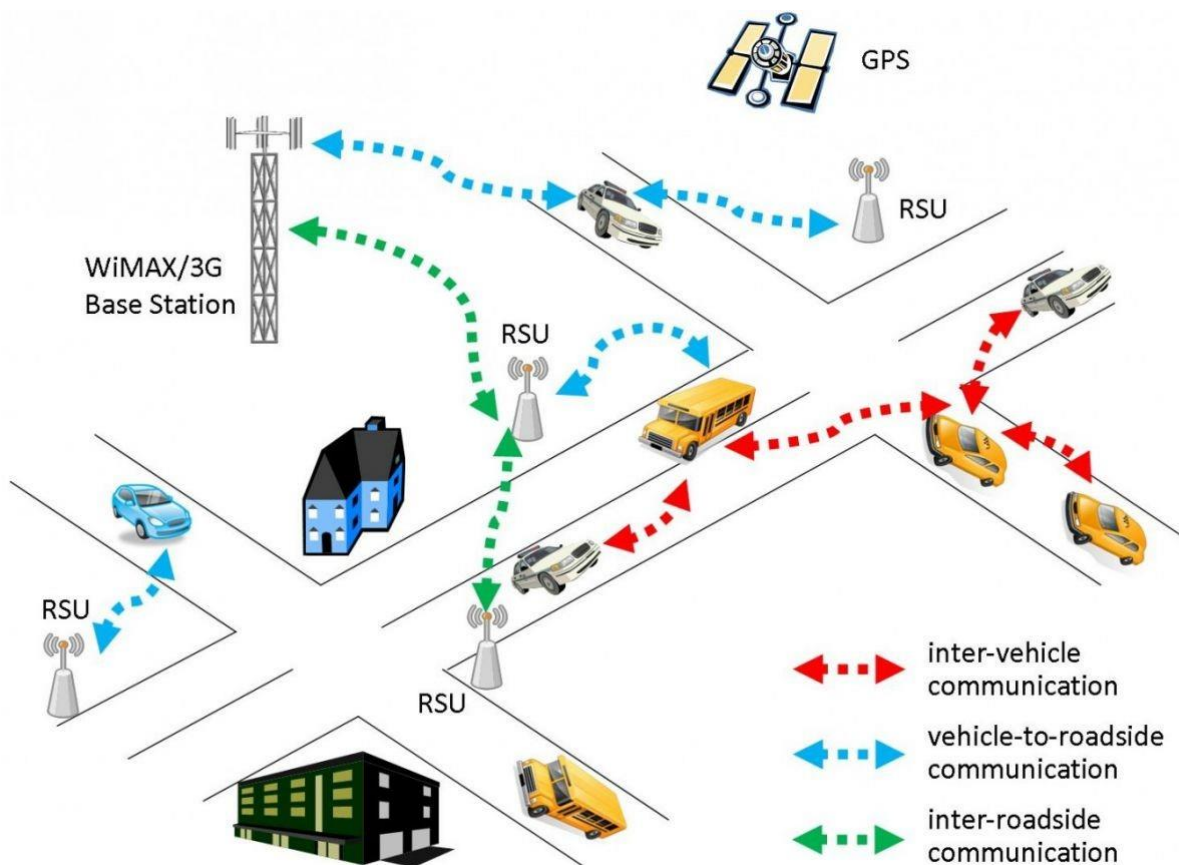 GPS
RSU
WiMAX/3G
Base Station
RSU
RSU
RSU
inter-vehicle
communication
vehicle-to-roadside
communication
inter-roadside
communication